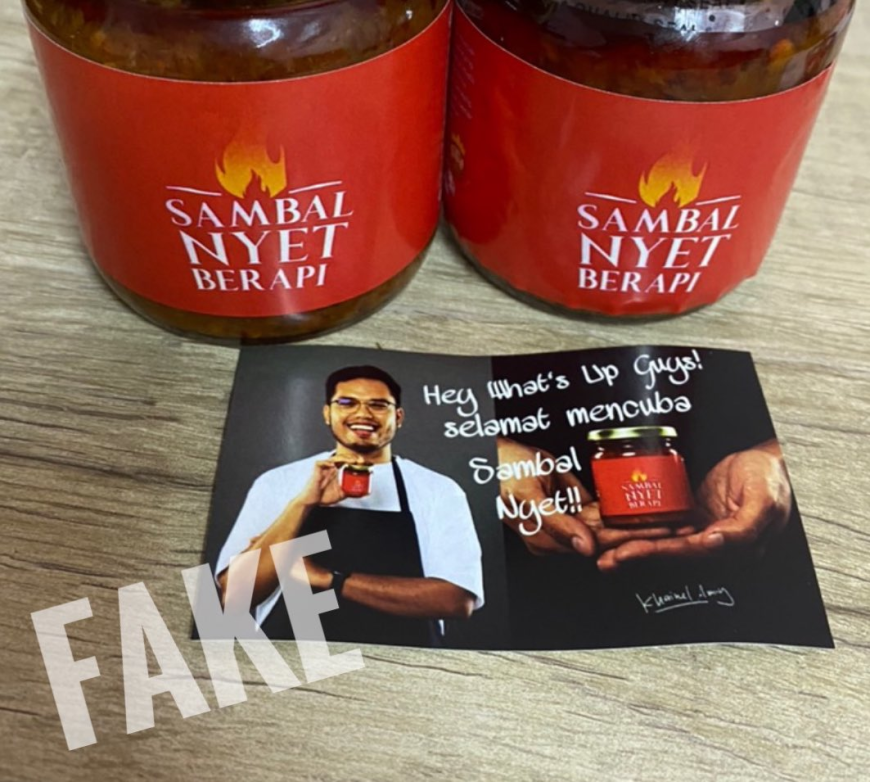 SAMBAL
NYET
BERAPI
SAMBAL
NYET
BERAPI
Hey What's Up Guys!
selamat mencuba
Sambal
Nyet!!
SAMBAL
NYET
BERAPI
FAKE